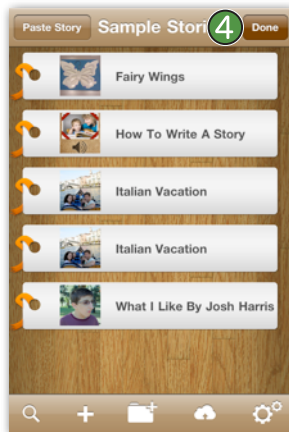 Paste Story Sample Stori 4 Done
Fairy Wings
How To Write A Story
Italian Vacation
Italian Vacation
What I Like By Josh Harris